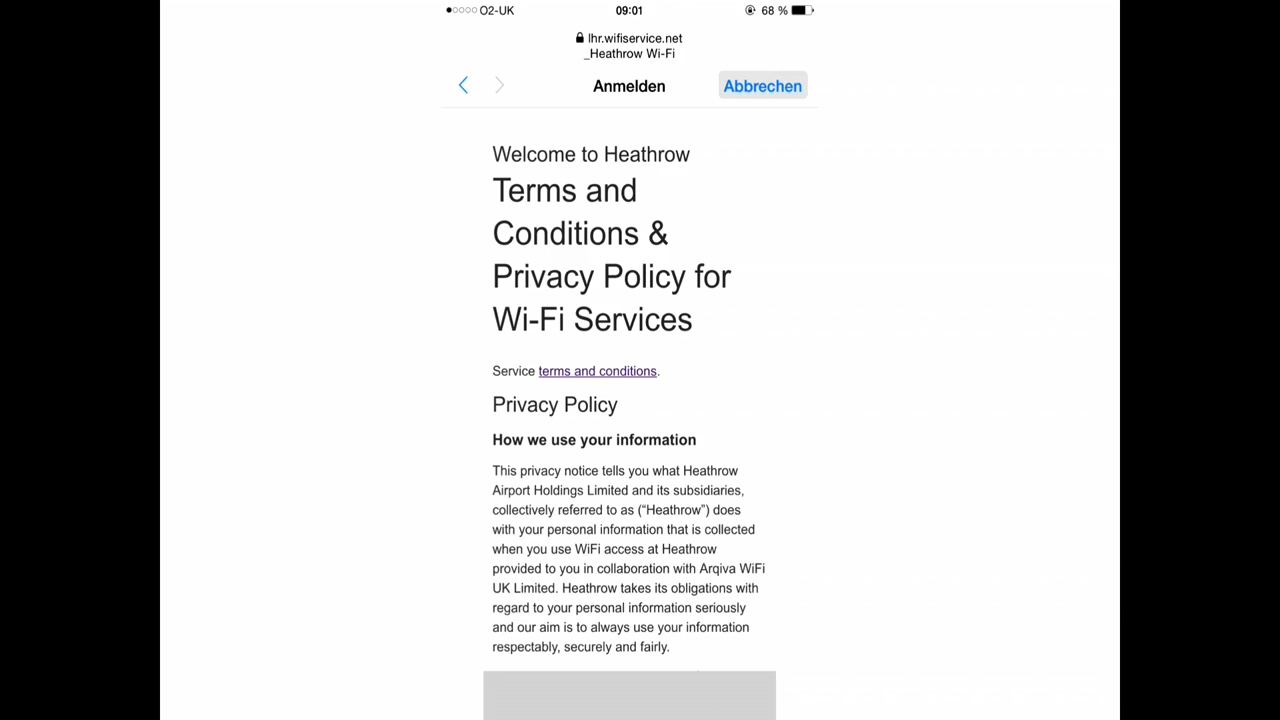 O2-UK 09:01 68 %
lhr.wifiservice.net
_Heathrow Wi-Fi
Anmelden Abbrechen
Welcome to Heathrow
Terms and
Conditions &
Privacy Policy for
Wi-Fi Services
Service terms and conditions.
Privacy Policy
How we use your information
This privacy notice tells you what Heathrow
Airport Holdings Limited and its subsidiaries,
collectively referred to as (“Heathrow”) does
with your personal information that is collected
when you use WiFi access at Heathrow
provided to you in collaboration with Arqiva WiFi
UK Limited. Heathrow takes its obligations with
regard to your personal information seriously
and our aim is to always use your information
respectably, securely and fairly.